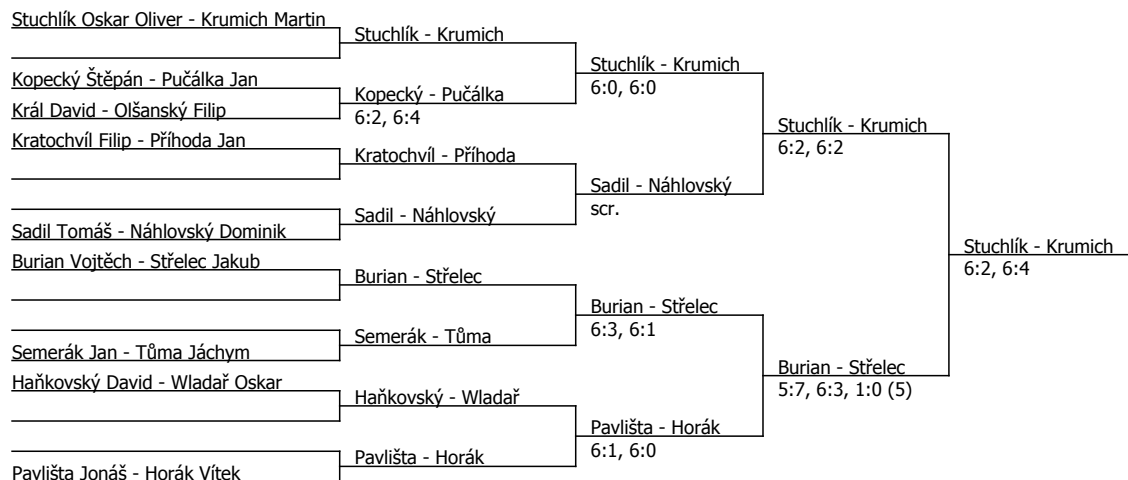 Stuchlík Oskar Oliver - Krumich Martin
Kopecký Štěpán - Pučálka Jan
Král David - Olšanský Filip
Kratochvíl Filip - Příhoda Jan
Sadil Tomáš - Náhlovský Dominik
Burian Vojtěch - Střelec Jakub
Semerák Jan - Tůma Jáchym
Haňkovský David - Wladař Oskar
Pavlišta Jonáš - Horák Vítek
Stuchlík - Krumich
Kopecký - Pučálka
6:2, 6:4
Kratochvíl - Příhoda
Sadil - Náhlovský
Burian - Střelec
Semerák - Tůma
Haňkovský - Wladař
Pavlišta - Horák
Stuchlík - Krumich
6:0, 6:0
Sadil - Náhlovský
scr.
Burian - Střelec
6:3, 6:1
Pavlišta - Horák
6:1, 6:0
Stuchlík - Krumich
6:2, 6:2
Burian - Střelec
5:7, 6:3, 1:0 (5)
Stuchlík - Krumich
6:2, 6:4